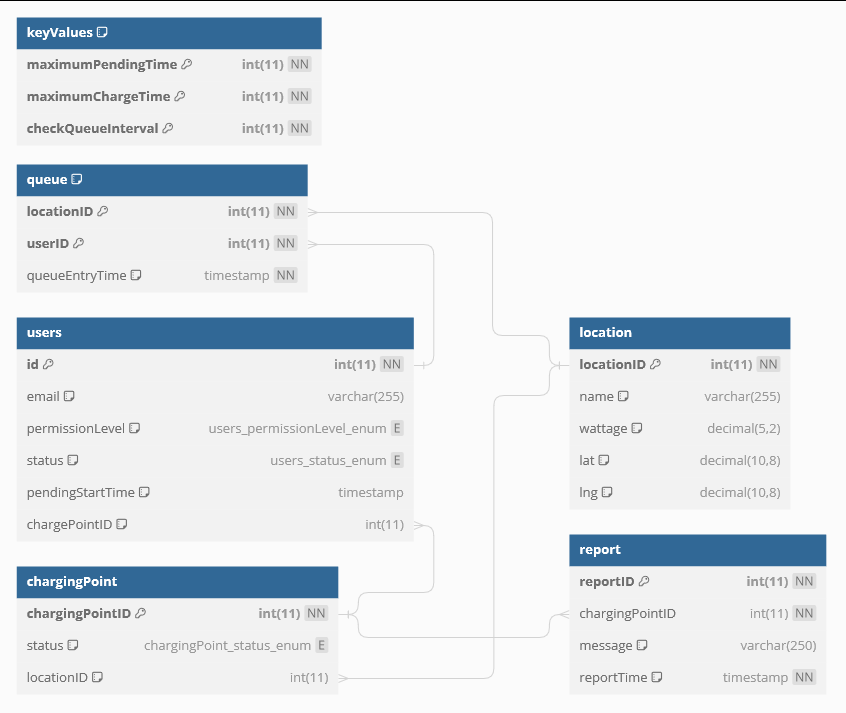 keyValues
maximumPendingTime int(11) NN
maximumChargeTime int(11) NN
checkQueueInterval int(11) NN
queue
locationID int(11) NN
userID int(11) NN
queueEntryTime timestamp NN
users
id int(11) NN
email varchar(255)
permissionLevel users_permissionLevel_enum E
status users_status_enum E
pendingStartTime timestamp
chargePointID int(11)
location
locationID int(11) NN
name varchar(255)
wattage decimal(5,2)
lat decimal(10,8)
lng decimal(10,8)
chargingPoint
chargingPointID int(11) NN
status chargingPoint_status_enum E
locationID int(11)
report
reportID int(11) NN
chargingPointID int(11) NN
message varchar(250)
reportTime timestamp NN